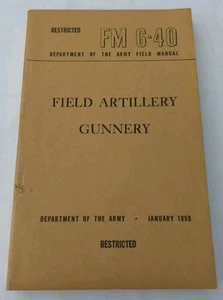 RESTRICTED
FM 6-40
DEPARTMENT OF THE ARMY FIELD MANUAL
FIELD ARTILLERY
GUNNERY
DEPARTMENT OF THE ARMY • JANUARY 1950
RESTRICTED